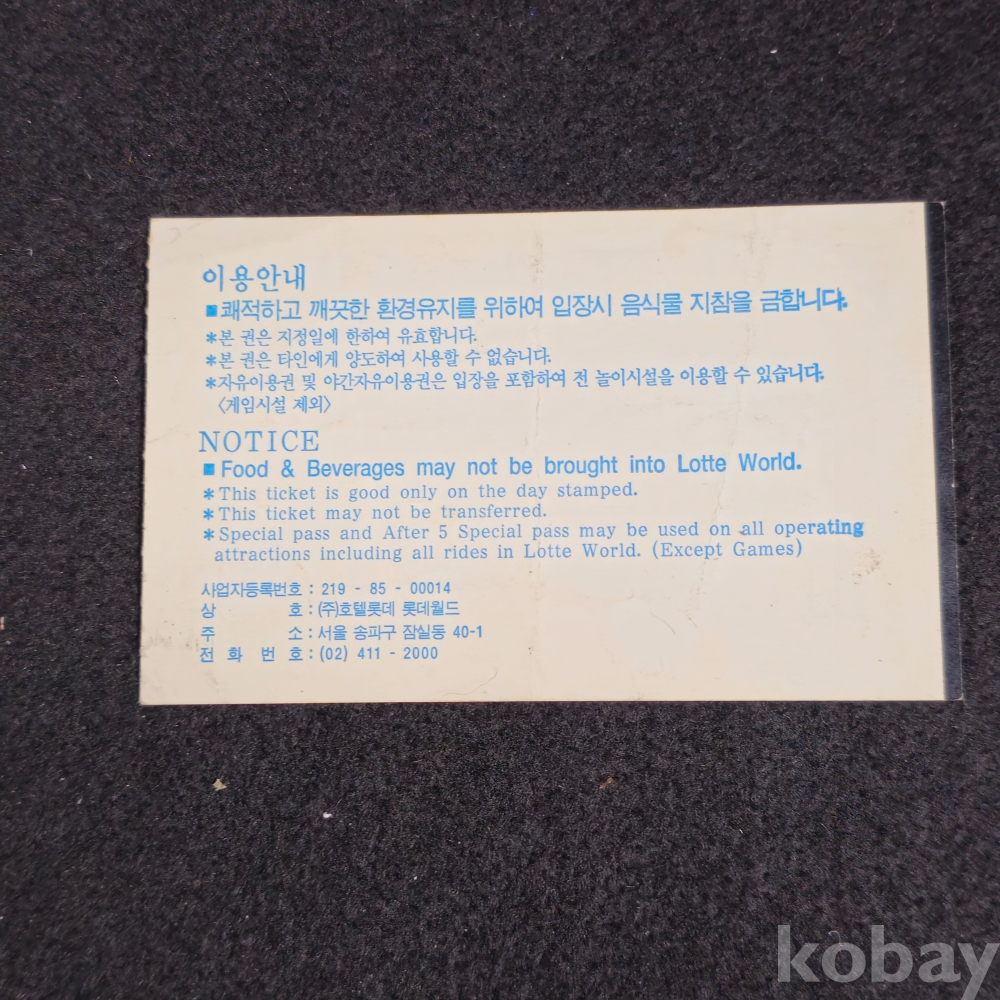 이용안내
■ 쾌적하고 깨끗한 환경유지를 위하여 입장시 음식물 지참을 금합니다.
*본 권은 지정일에 한하여 유효합니다.
*본 권은 타인에게 양도하여 사용할 수 없습니다.
*자유이용권 및 야간자유이용권은 입장을 포함하여 전 놀이시설을 이용할 수 있습니다.
〈게임시설 제외〉
NOTICE
■ Food & Beverages may not be brought into Lotte World.
*This ticket is good only on the day stamped.
*This ticket may not be transferred.
*Special pass and After 5 Special pass may be used on all operating
attractions including all rides in Lotte World. (Except Games)
사업자등록번호 : 219 - 85 - 00014
상 호 : (주)호텔롯데 롯데월드
주 소 : 서울 송파구 잠실동 40-1
전 화 번 호 : (02) 411 - 2000
kobay